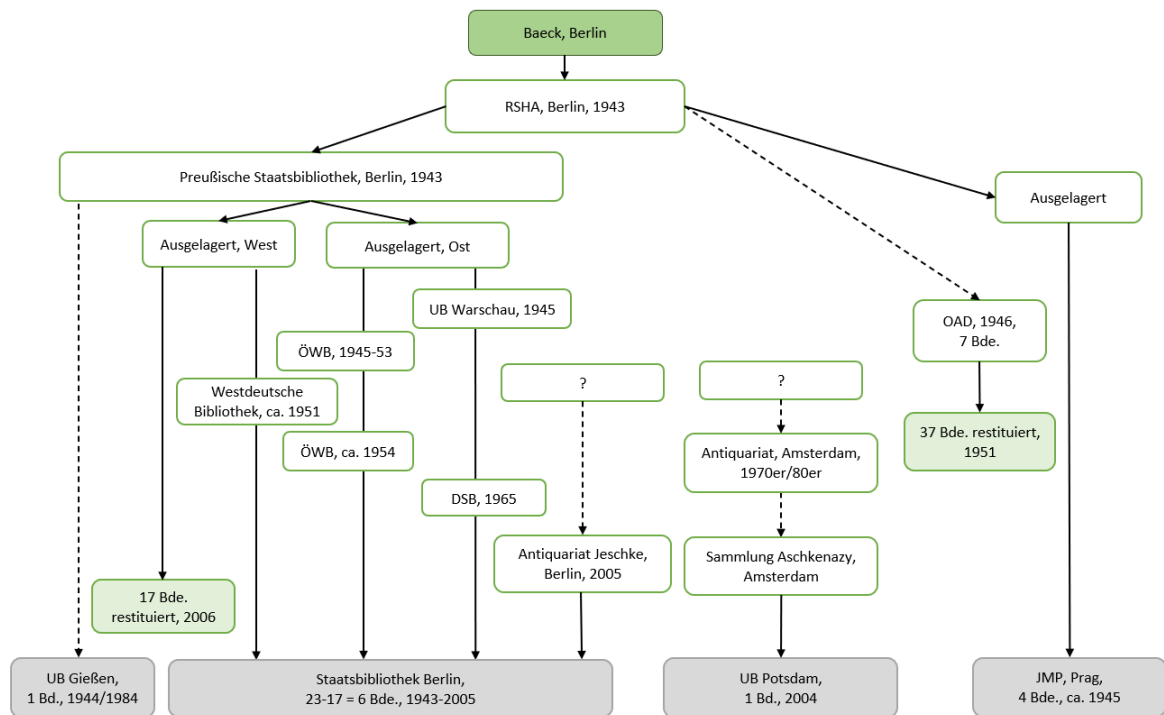 Baeck, Berlin
RSHA, Berlin, 1943
Preußische Staatsbibliothek, Berlin, 1943
Ausgelagert
Ausgelagert, West
Ausgelagert, Ost
UB Warschau, 1945
OAD, 1946,
7 Bde.
ÖWB, 1945-53
?
?
Westdeutsche
Bibliothek, ca. 1951
37 Bde. restituiert,
1951
ÖWB, ca. 1954
Antiquariat, Amsterdam,
1970er/80er
DSB, 1965
Antiquariat Jeschke,
Berlin, 2005
Sammlung Aschkenazy,
Amsterdam
17 Bde.
restituiert, 2006
UB Gießen,
1 Bd., 1944/1984
Staatsbibliothek Berlin,
23-17 = 6 Bde., 1943-2005
UB Potsdam,
1 Bd., 2004
JMP, Prag,
4 Bde., ca. 1945